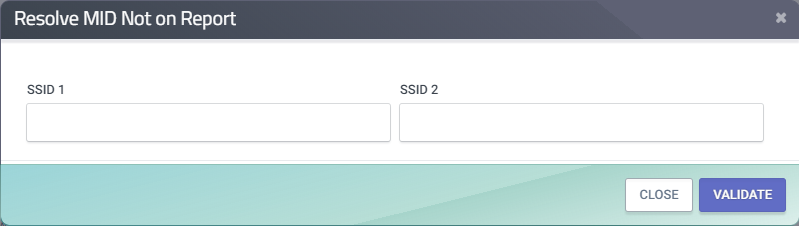 Resolve MID Not on Report
SSID 1
SSID 2
CLOSE
VALIDATE